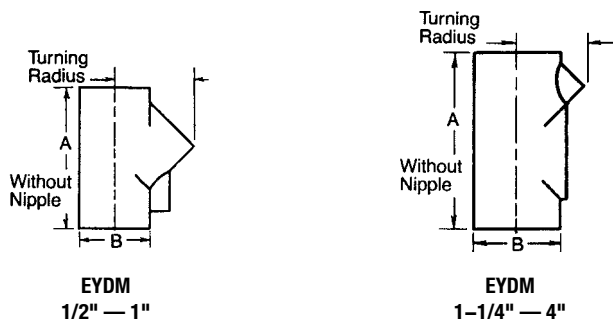 Turning
Radius
A
Without
Nipple
B
EYDM
1/2" — 1"
Turning
Radius
A
Without
Nipple
B
EYDM
1–1/4" — 4"